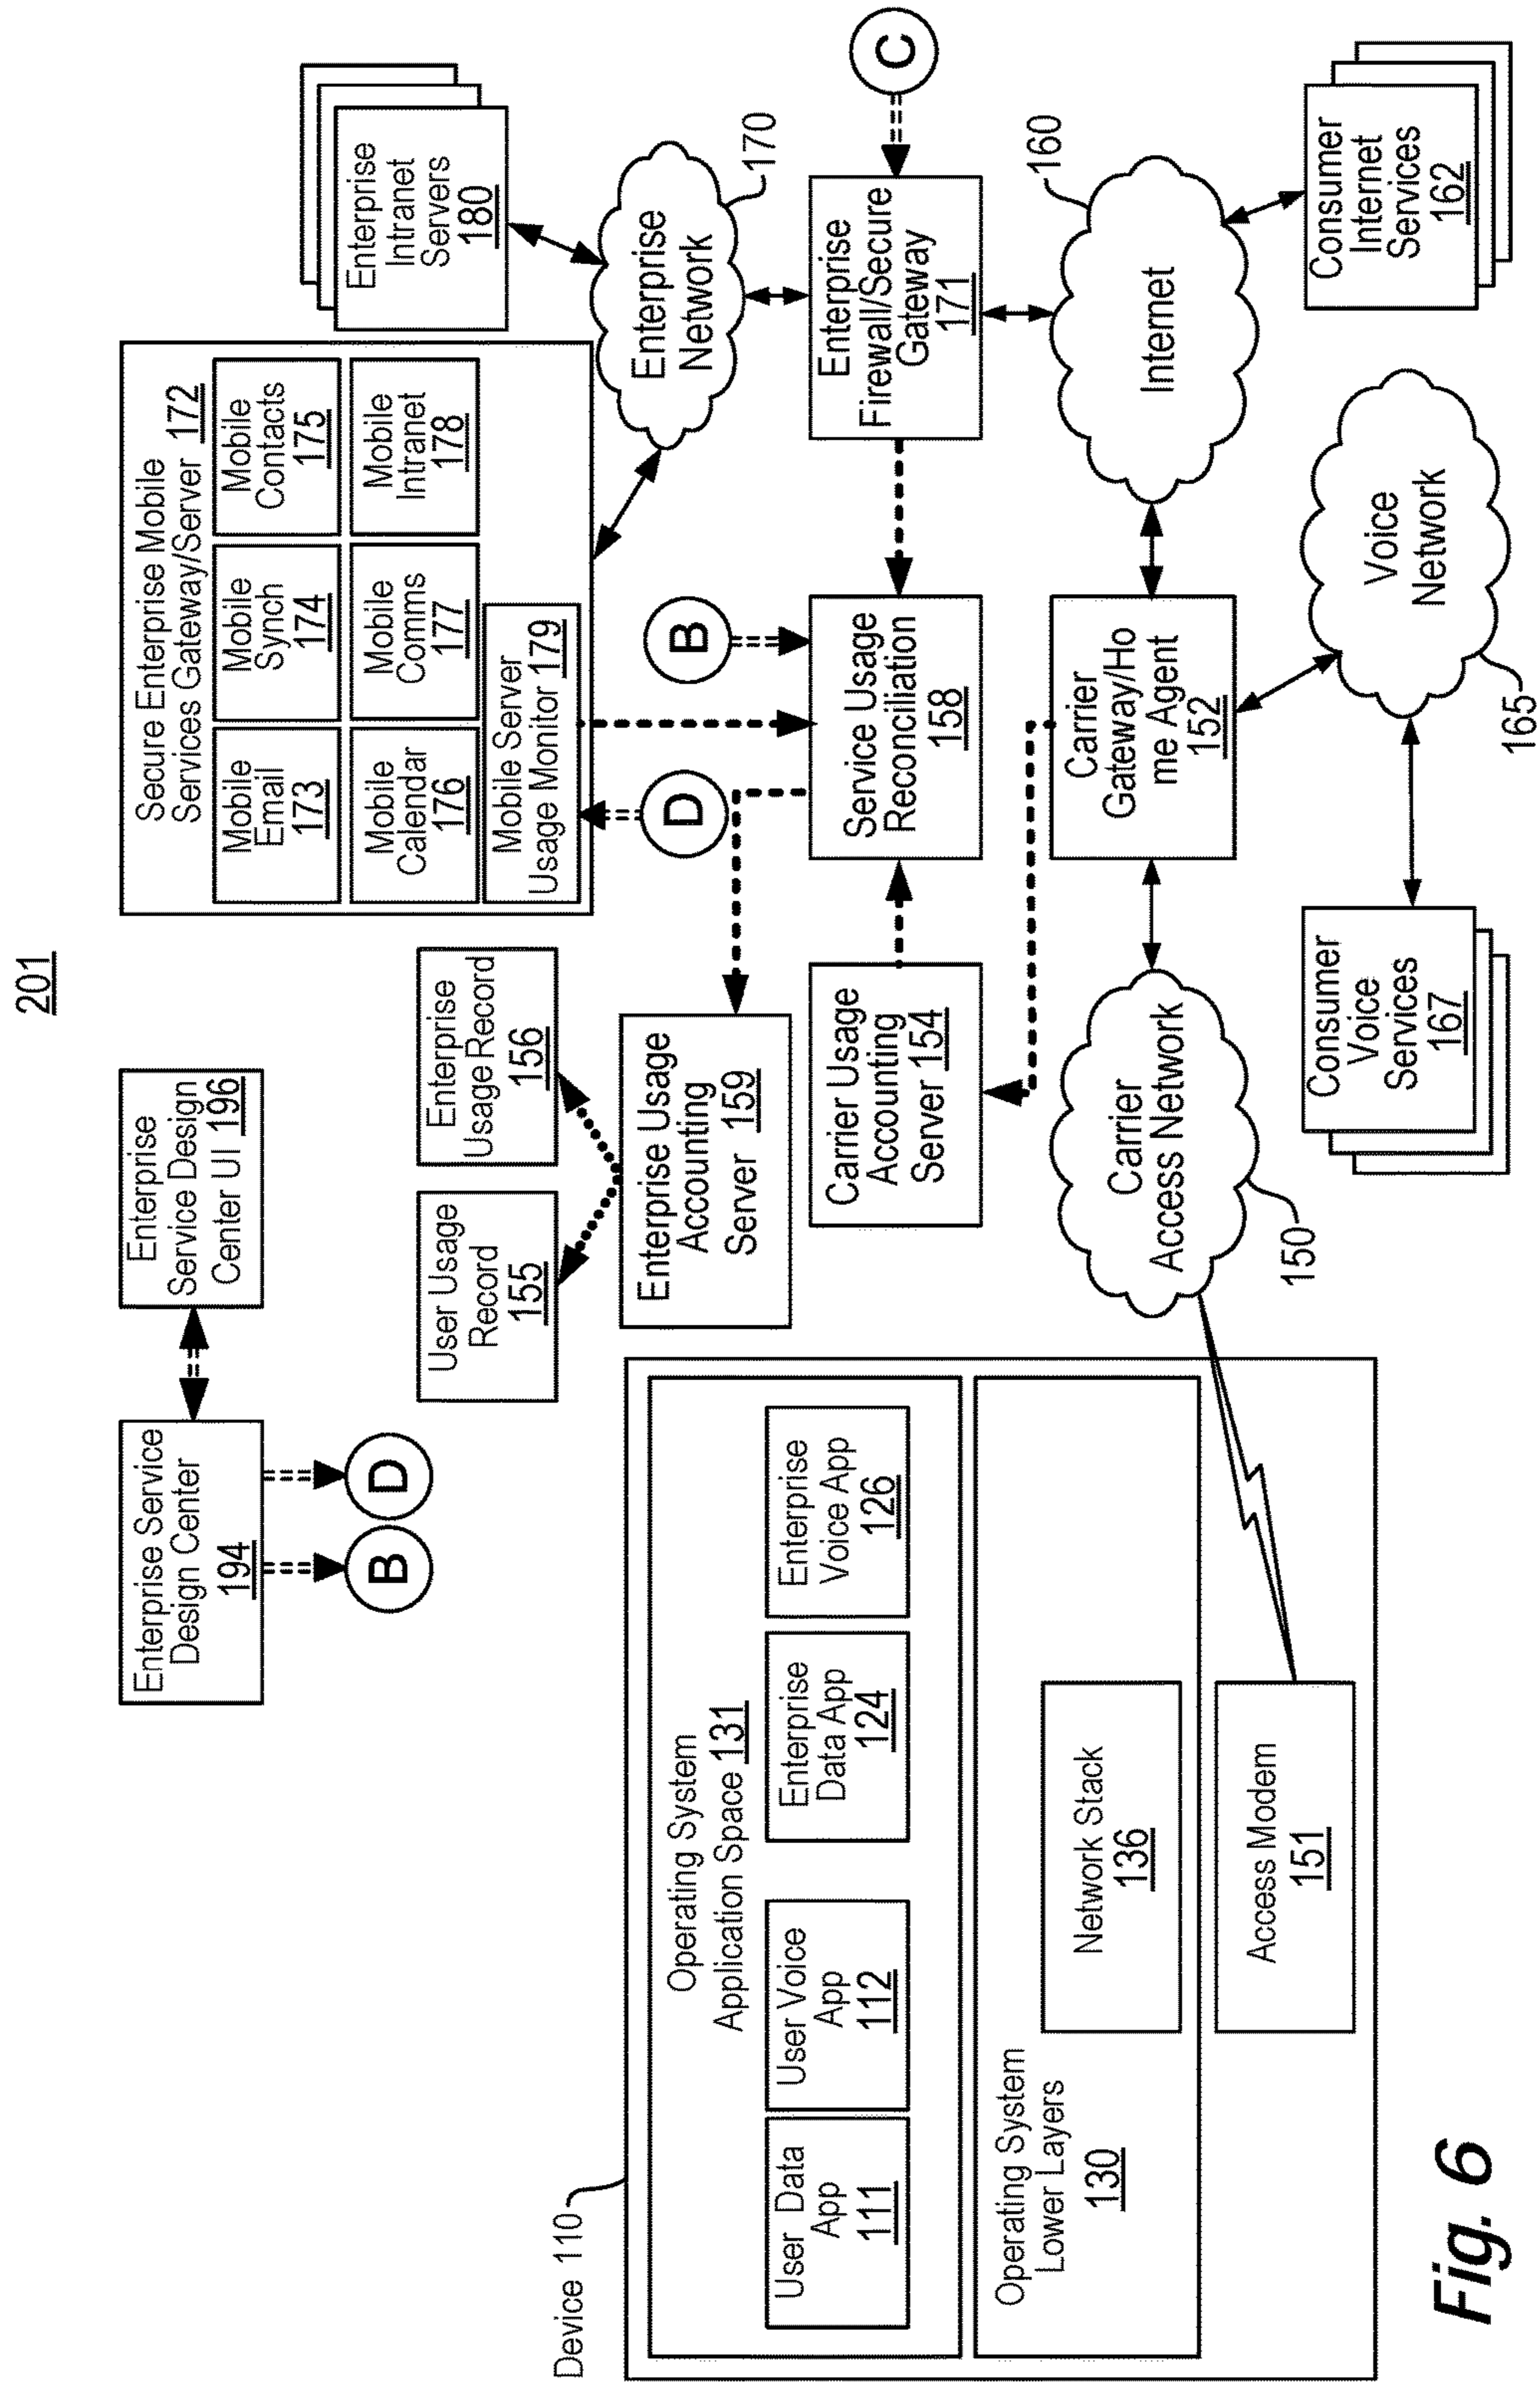 201
Enterprise Service
Design Center
194
B
D
Enterprise
Service Design
Center UI 196
Secure Enterprise Mobile
Services Gateway/Server 172
Mobile
Email
173
Mobile
Synch
174
Mobile
Contacts
175
Mobile
Calendar
176
Mobile
Comms
177
Mobile
Intranet
178
Mobile Server
Usage Monitor 179
Enterprise
Intranet
Servers
180
User Usage
Record
155
Enterprise
Usage Record
156
Enterprise Usage
Accounting
Server 159
D
B
Enterprise
Network
170
Carrier Usage
Accounting
Server 154
Service Usage
Reconciliation
158
Enterprise
Firewall/Secure
Gateway
171
C
Device 110
Operating System
Application Space 131
User Data
App
111
User Voice
App
112
Enterprise
Data App
124
Enterprise
Voice App
126
Operating System
Lower Layers
130
Network Stack
136
Access Modem
151
Carrier
Access Network
150
Carrier
Gateway/Ho
me Agent
152
Internet
160
Consumer
Voice
Services
167
Voice
Network
165
Consumer
Internet
Services
162
Fig. 6